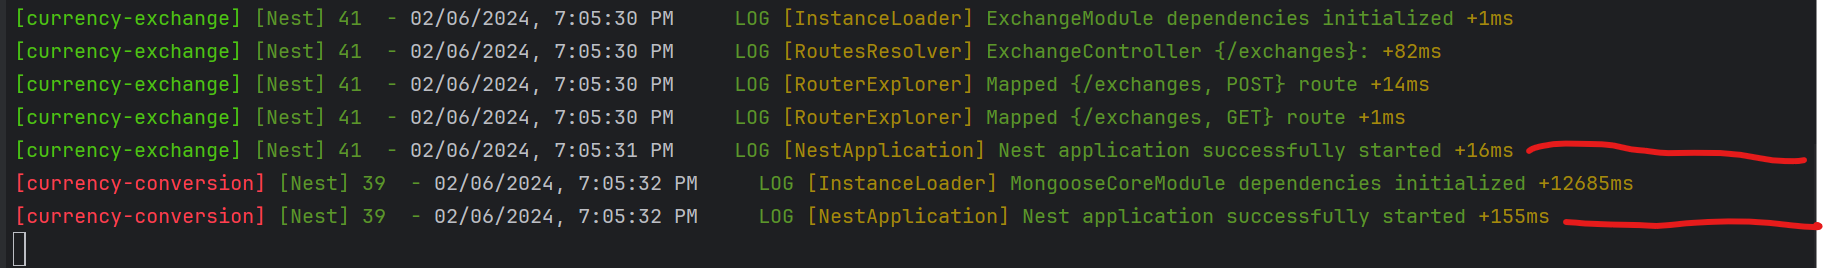 [currency-exchange] [Nest] 41  - 02/06/2024, 7:05:30 PM     LOG [InstanceLoader] ExchangeModule dependencies initialized +1ms
[currency-exchange] [Nest] 41  - 02/06/2024, 7:05:30 PM     LOG [RoutesResolver] ExchangeController {/exchanges}: +82ms
[currency-exchange] [Nest] 41  - 02/06/2024, 7:05:30 PM     LOG [RouterExplorer] Mapped {/exchanges, POST} route +14ms
[currency-exchange] [Nest] 41  - 02/06/2024, 7:05:30 PM     LOG [RouterExplorer] Mapped {/exchanges, GET} route +1ms
[currency-exchange] [Nest] 41  - 02/06/2024, 7:05:31 PM     LOG [NestApplication] Nest application successfully started +16ms
[currency-conversion] [Nest] 39  - 02/06/2024, 7:05:32 PM     LOG [InstanceLoader] MongooseCoreModule dependencies initialized +12685ms
[currency-conversion] [Nest] 39  - 02/06/2024, 7:05:32 PM     LOG [NestApplication] Nest application successfully started +155ms